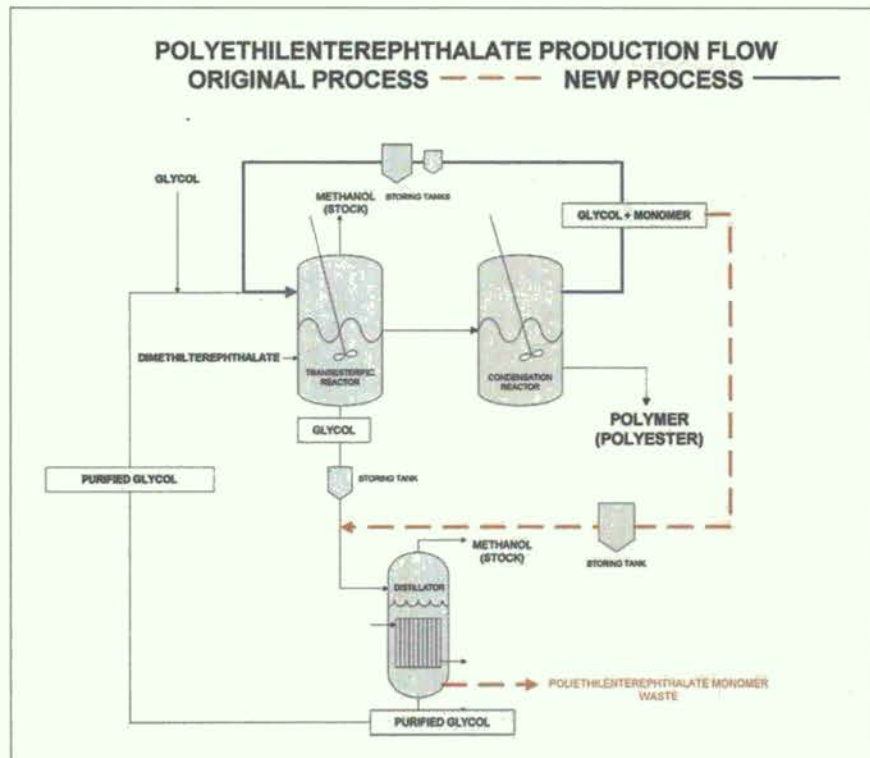 POLYETHILENTEREPHTHALATE PRODUCTION FLOW
ORIGINAL PROCESS NEW PROCESS
GLYCOL
METHANOL
(STOCK)
STORING TANKS
GLYCOL + MONOMER
DIMETHILTEREPHTHALATE
TRANSESTERIFIC
REACTOR
CONDENSATION
REACTOR
GLYCOL
POLYMER
(POLYESTER)
PURIFIED GLYCOL
STORING TANK
METHANOL
(STOCK)
STORING TANK
DISTILLATOR
POLIETHILENTEREPHTHALATE MONOMER
WASTE
PURIFIED GLYCOL